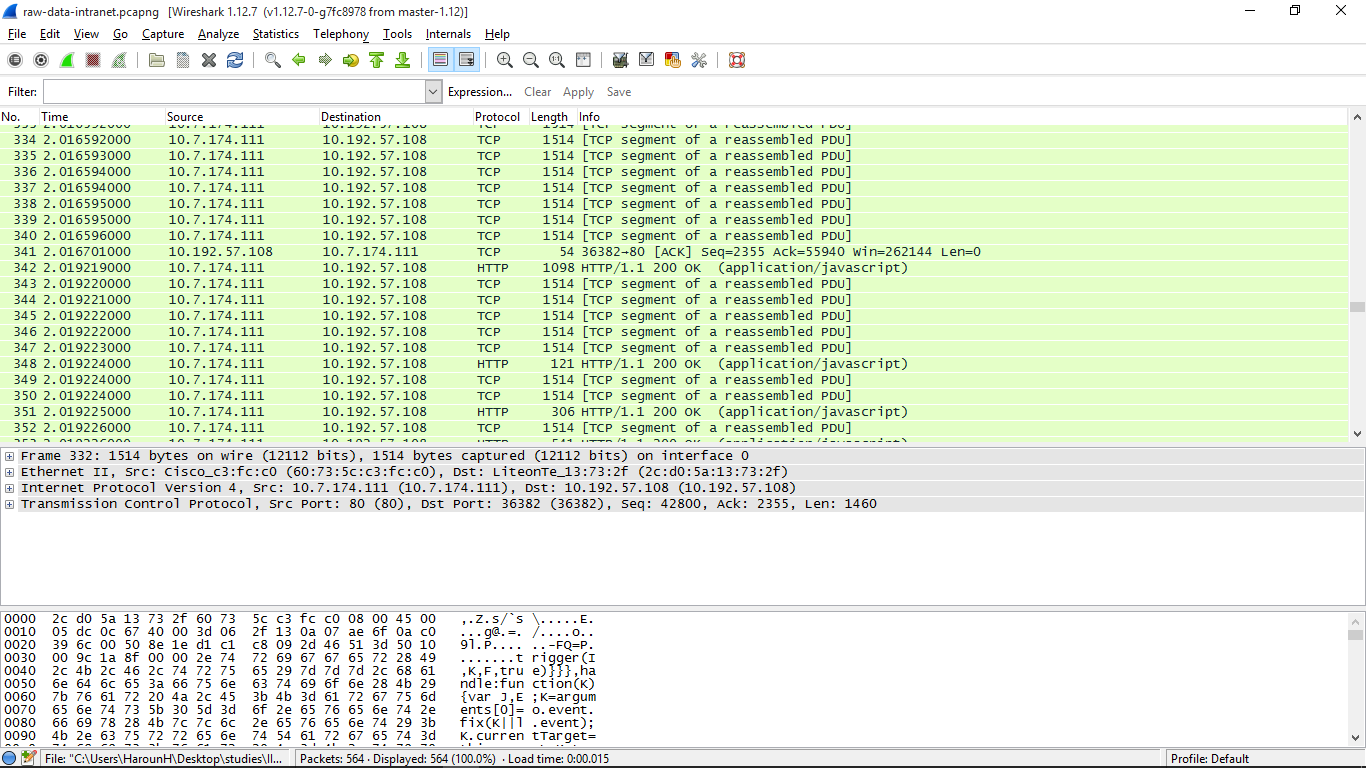 raw-data-intranet.pcapng [Wireshark 1.12.7 (v1.12.7-0-g7fc8978 from master-1.12)]
File Edit View Go Capture Analyze Statistics Telephony Tools Internals Help
Filter: Expression... Clear Apply Save
No. Time Source Destination Protocol Length Info
334 2.016592000 10.7.174.111 10.192.57.108 TCP 1514 [TCP segment of a reassembled PDU]
335 2.016593000 10.7.174.111 10.192.57.108 TCP 1514 [TCP segment of a reassembled PDU]
336 2.016594000 10.7.174.111 10.192.57.108 TCP 1514 [TCP segment of a reassembled PDU]
337 2.016594000 10.7.174.111 10.192.57.108 TCP 1514 [TCP segment of a reassembled PDU]
338 2.016595000 10.7.174.111 10.192.57.108 TCP 1514 [TCP segment of a reassembled PDU]
339 2.016595000 10.7.174.111 10.192.57.108 TCP 1514 [TCP segment of a reassembled PDU]
340 2.016596000 10.7.174.111 10.192.57.108 TCP 1514 [TCP segment of a reassembled PDU]
341 2.016701000 10.192.57.108 10.7.174.111 TCP 54 36382→80 [ACK] Seq=2355 Ack=55940 Win=262144 Len=0
342 2.019219000 10.7.174.111 10.192.57.108 HTTP 1098 HTTP/1.1 200 OK (application/javascript)
343 2.019220000 10.7.174.111 10.192.57.108 TCP 1514 [TCP segment of a reassembled PDU]
344 2.019221000 10.7.174.111 10.192.57.108 TCP 1514 [TCP segment of a reassembled PDU]
345 2.019222000 10.7.174.111 10.192.57.108 TCP 1514 [TCP segment of a reassembled PDU]
346 2.019222000 10.7.174.111 10.192.57.108 TCP 1514 [TCP segment of a reassembled PDU]
347 2.019223000 10.7.174.111 10.192.57.108 TCP 1514 [TCP segment of a reassembled PDU]
348 2.019224000 10.7.174.111 10.192.57.108 HTTP 121 HTTP/1.1 200 OK (application/javascript)
349 2.019224000 10.7.174.111 10.192.57.108 TCP 1514 [TCP segment of a reassembled PDU]
350 2.019224000 10.7.174.111 10.192.57.108 TCP 1514 [TCP segment of a reassembled PDU]
351 2.019225000 10.7.174.111 10.192.57.108 HTTP 306 HTTP/1.1 200 OK (application/javascript)
352 2.019226000 10.7.174.111 10.192.57.108 TCP 1514 [TCP segment of a reassembled PDU]
Frame 332: 1514 bytes on wire (12112 bits), 1514 bytes captured (12112 bits) on interface 0
Ethernet II, Src: Cisco_c3:fc:c0 (60:73:5c:c3:fc:c0), Dst: LiteonTe_13:73:2f (2c:d0:5a:13:73:2f)
Internet Protocol Version 4, Src: 10.7.174.111 (10.7.174.111), Dst: 10.192.57.108 (10.192.57.108)
Transmission Control Protocol, Src Port: 80 (80), Dst Port: 36382 (36382), Seq: 42800, Ack: 2355, Len: 1460
0000 2c d0 5a 13 73 2f 60 73 5c c3 fc c0 08 00 45 00 ,.Z.s/`s \.....E.
0010 05 dc 0c 67 40 00 3d 06 2f 13 0a 07 ae 6f 0a c0 ...g@.=. /....o..
0020 39 6c 00 50 8e 1e d1 c1 c8 09 2d 46 51 3d 50 10 9l.P.... ..-FQ=P.
0030 00 9c 1a 8f 00 00 2e 74 72 69 67 67 65 72 28 49 .......t rigger(I
0040 2c 4b 2c 46 2c 74 72 75 65 29 7d 7d 7d 2c 68 61 ,K,F,tru e)}}},ha
0050 6e 64 6c 65 3a 66 75 6e 63 74 69 6f 6e 28 4b 29 ndle:fun ction(K)
0060 7b 76 61 72 20 4a 2c 45 3b 4b 3d 61 72 67 75 6d {var J,E ;K=argum
0070 65 6e 74 73 5b 30 5d 3d 6f 2e 65 76 65 6e 74 2e ents[0]= o.event.
0080 66 69 78 28 4b 7c 7c 6c 2e 65 76 65 6e 74 29 3b fix(K||l .event);
0090 4b 2e 63 75 72 72 65 6e 74 54 61 72 67 65 74 3d K.curren tTarget=
File: "C:\Users\HarounH\Desktop\studies\II... Packets: 564 · Displayed: 564 (100.0%) · Load time: 0:00.015 Profile: Default